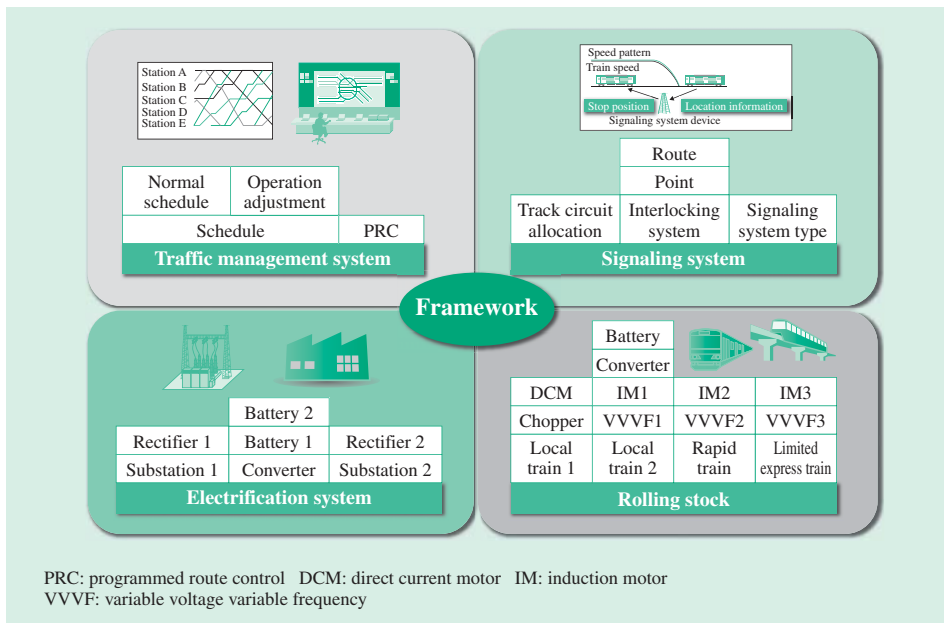 Station A
Station B
Station C
Station D
Station E
Normal
schedule
Operation
adjustment
Schedule
PRC
Traffic management system
Speed pattern
Train speed
Stop position
Location information
Signaling system device
Route
Point
Track circuit
allocation
Interlocking
system
Signaling
system type
Signaling system
Framework
Battery 2
Rectifier 1
Battery 1
Rectifier 2
Substation 1
Converter
Substation 2
Electrification system
Battery
Converter
DCM
IM1
IM2
IM3
Chopper
VVVF1
VVVF2
VVVF3
Local
train 1
Local
train 2
Rapid
train
Limited
express train
Rolling stock
PRC: programmed route control DCM: direct current motor IM: induction motor
VVVF: variable voltage variable frequency